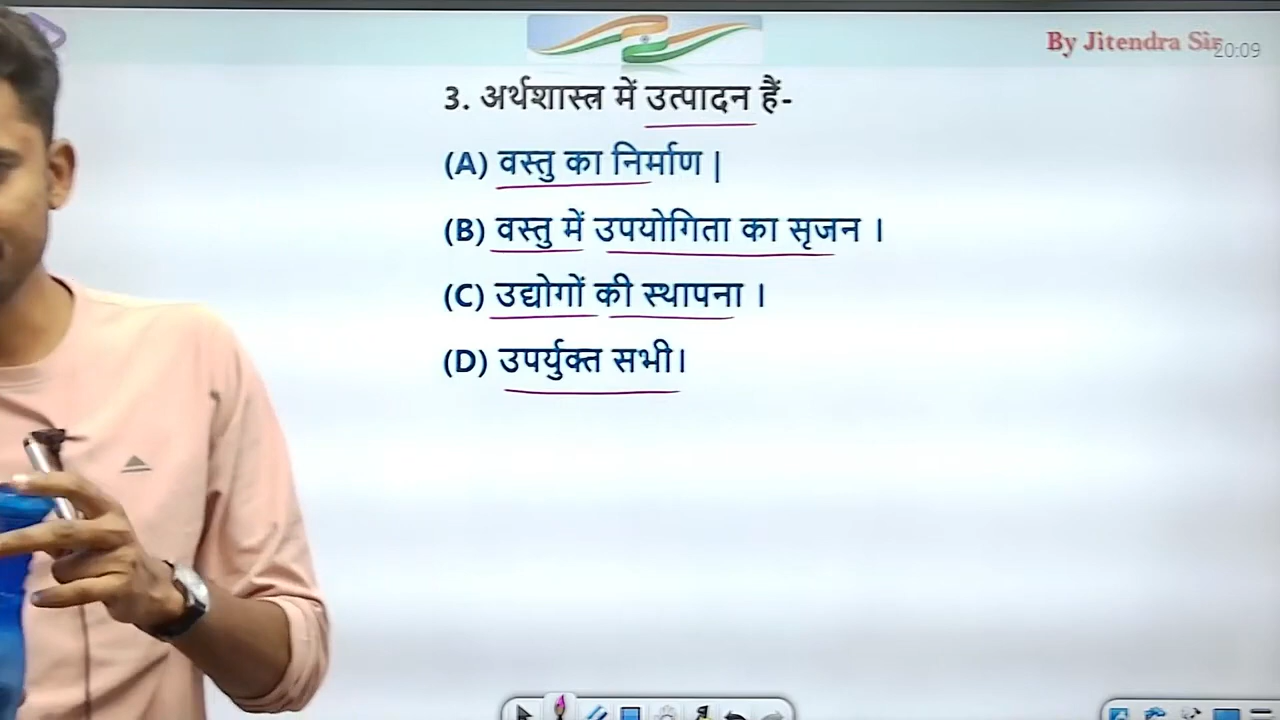 By Jitendra Sir
20:09
3. अर्थशास्त्र में उत्पादन हैं-
(A) वस्तु का निर्माण |
(B) वस्तु में उपयोगिता का सृजन ।
(C) उद्योगों की स्थापना ।
(D) उपर्युक्त सभी।